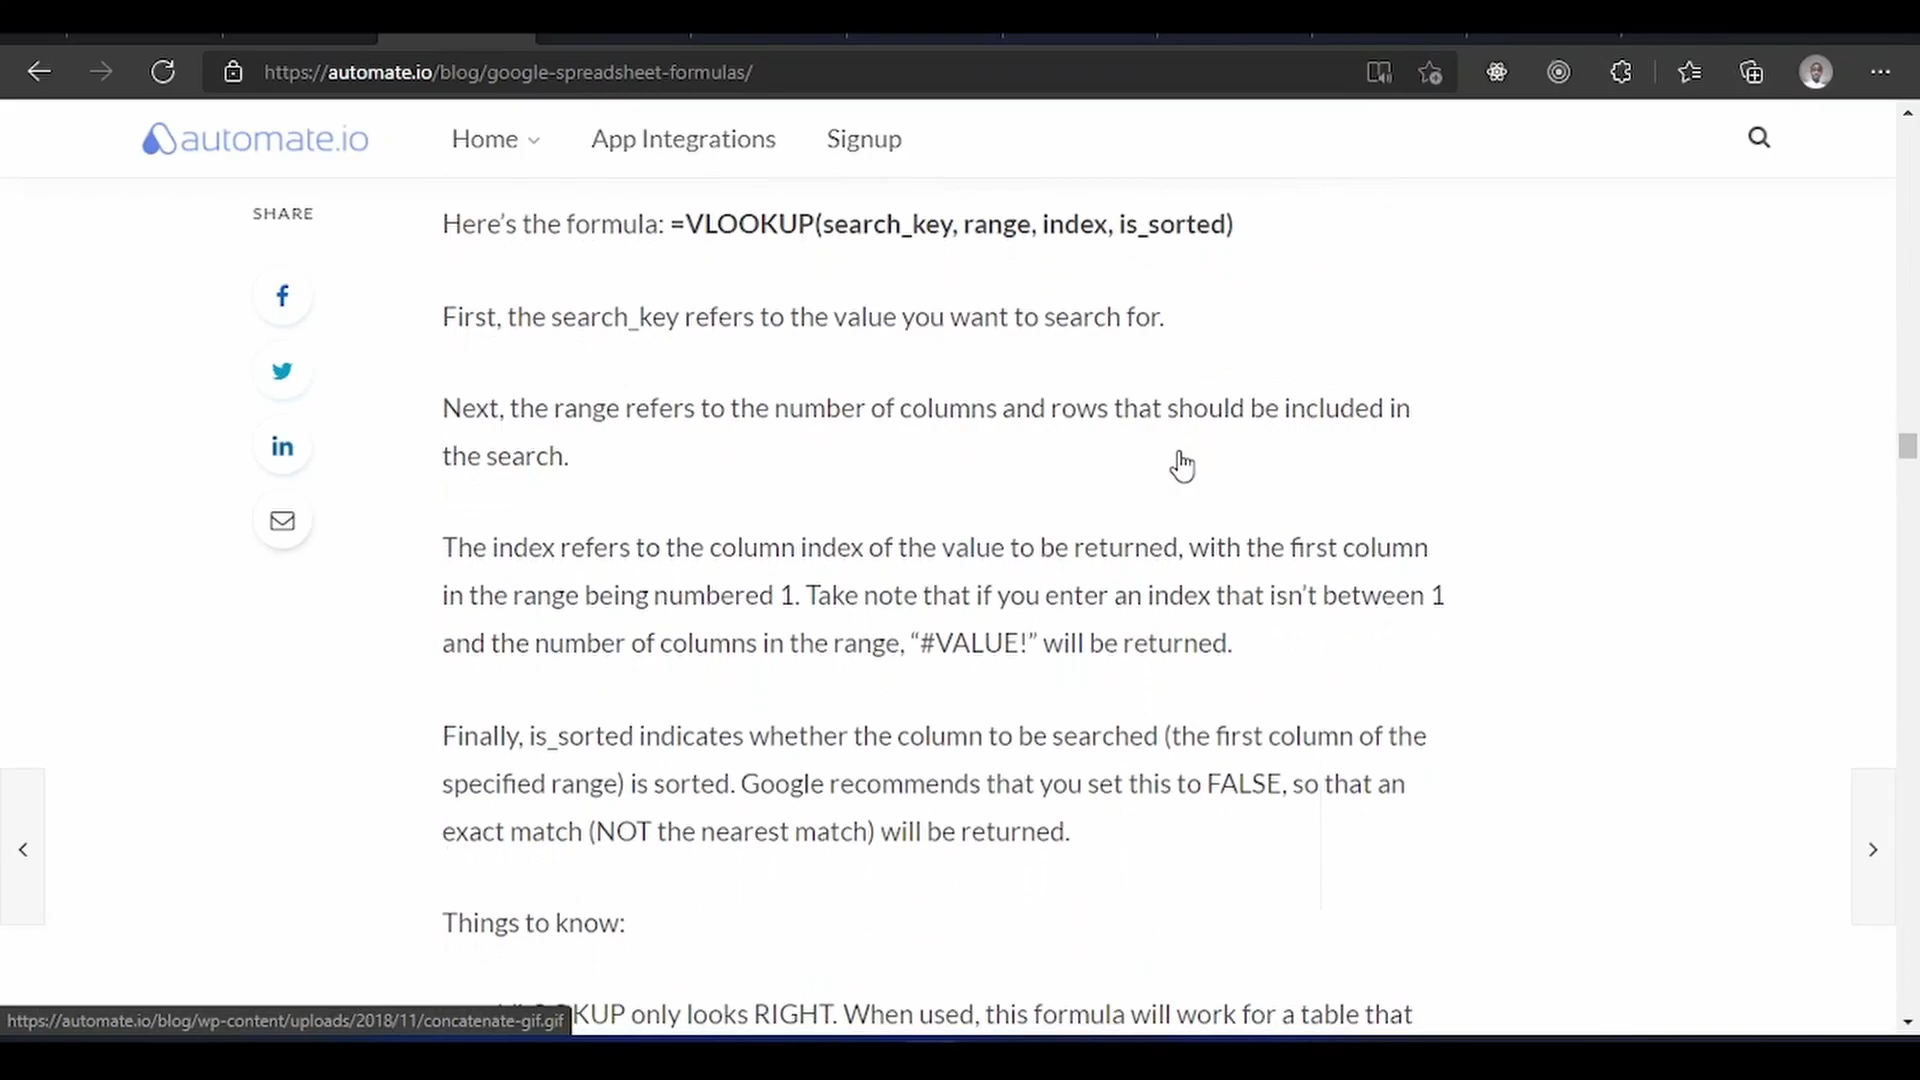 https://automate.io/blog/google-spreadsheet-formulas/
automate.io
Home
App Integrations
Signup
SHARE
Here’s the formula: =VLOOKUP(search_key, range, index, is_sorted)
First, the search_key refers to the value you want to search for.
Next, the range refers to the number of columns and rows that should be included in
the search.
The index refers to the column index of the value to be returned, with the first column
in the range being numbered 1. Take note that if you enter an index that isn’t between 1
and the number of columns in the range, “#VALUE!” will be returned.
Finally, is_sorted indicates whether the column to be searched (the first column of the
specified range) is sorted. Google recommends that you set this to FALSE, so that an
exact match (NOT the nearest match) will be returned.
Things to know:
VLOOKUP only looks RIGHT. When used, this formula will work for a table that
https://automate.io/blog/wp-content/uploads/2018/11/concatenate-gif.gif